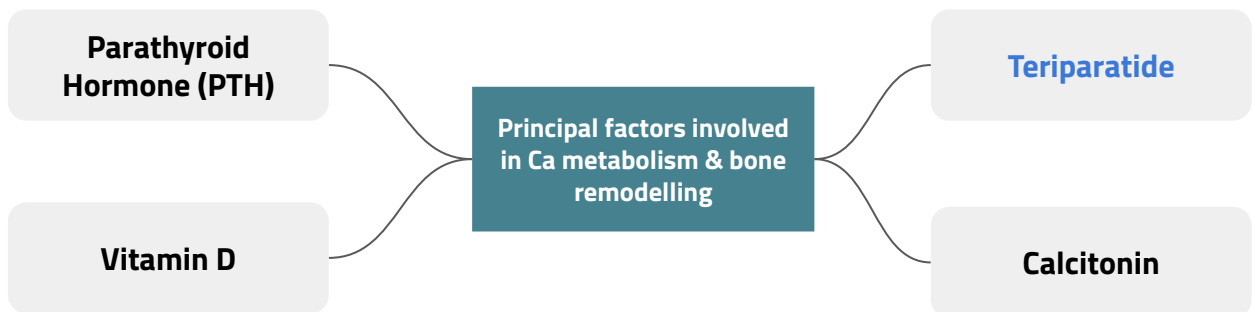 Parathyroid
Hormone (PTH)
Vitamin D
Principal factors involved
in Ca metabolism & bone
remodelling
Teriparatide
Calcitonin